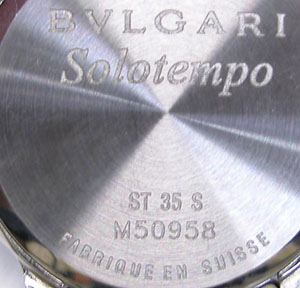 BVLGARI
Solotempo
ST 35 S
M50958
FABRIQUE EN SUISSE